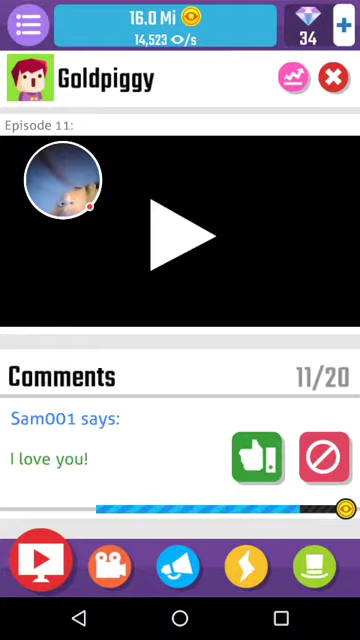 16.0 Mi
14,523 /s
34
+
Goldpiggy
Episode 11:
Comments
11/20
Sam001 says:
I love you!